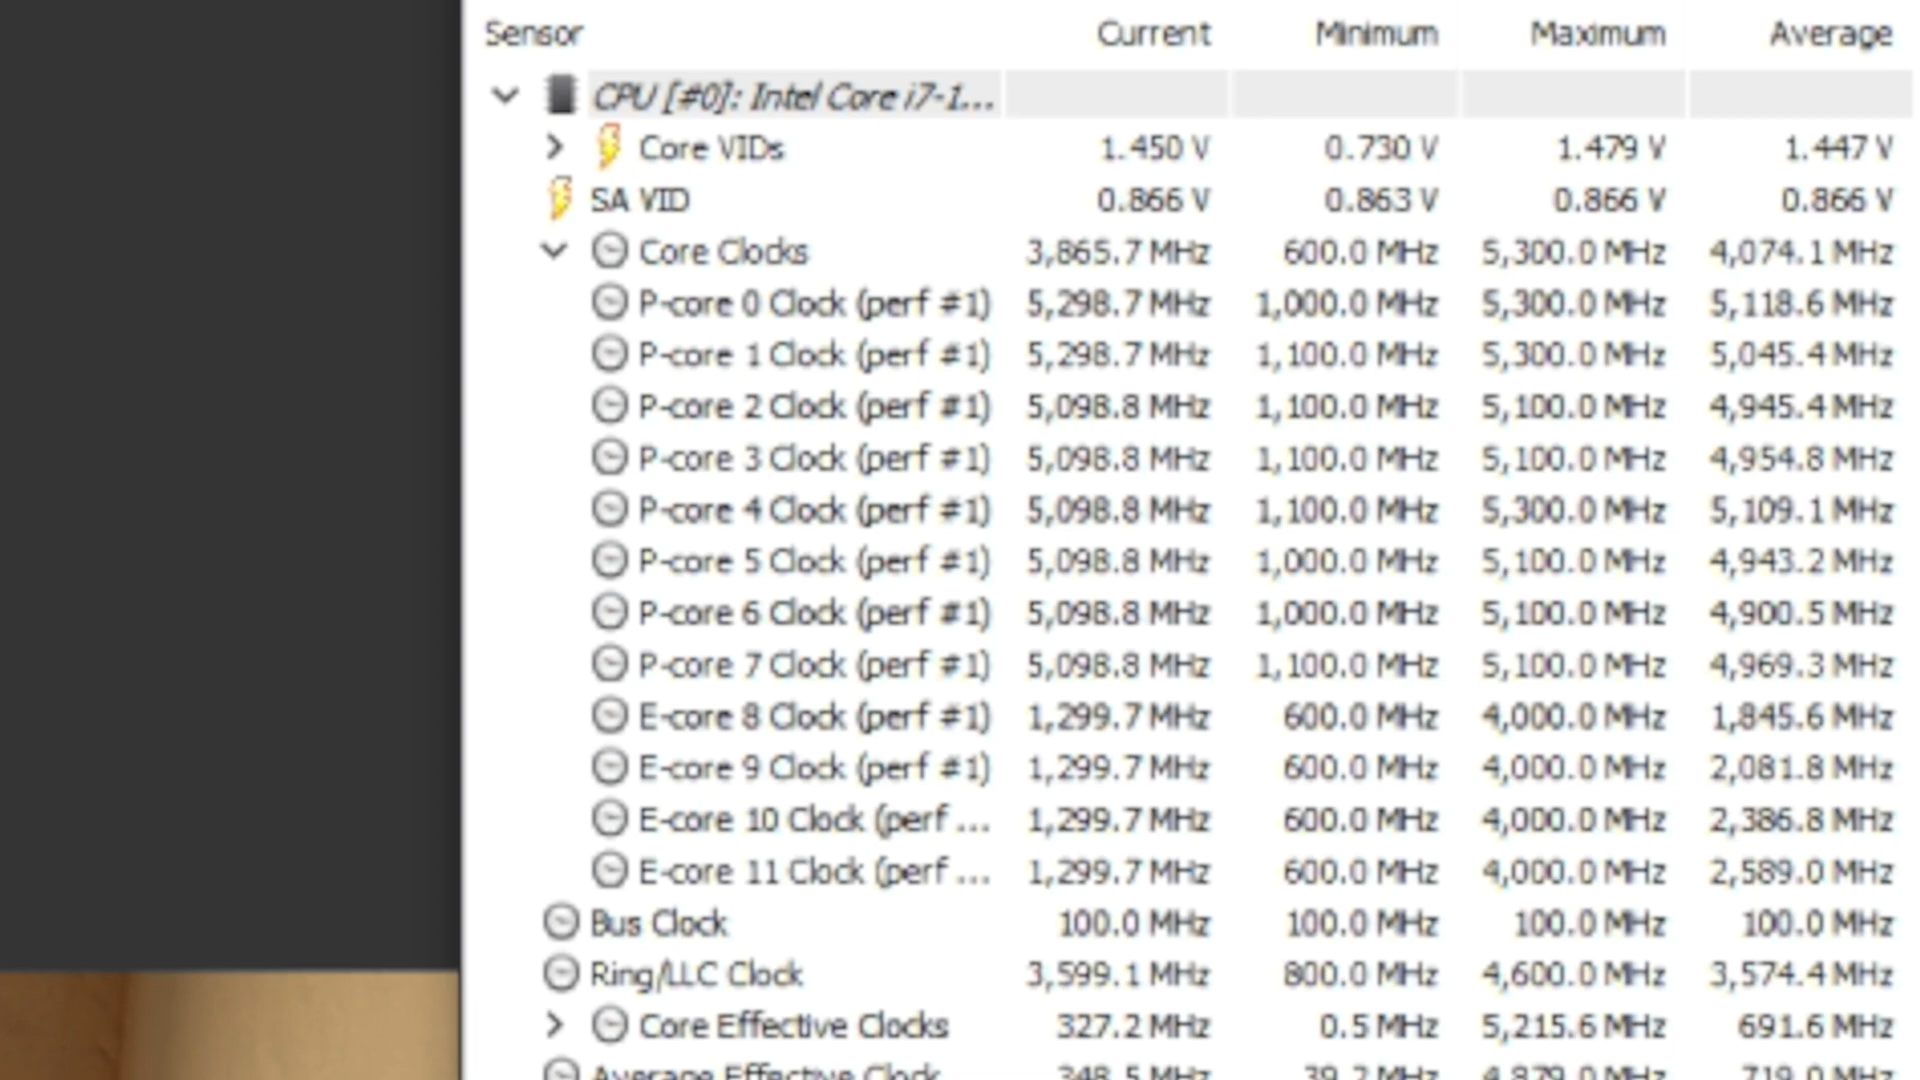 Sensor Current Minimum Maximum Average
CPU [#0]: Intel Core i7-1...
Core VIDs 1.450 V 0.730 V 1.479 V 1.447 V
SA VID 0.866 V 0.863 V 0.866 V 0.866 V
Core Clocks 3,865.7 MHz 600.0 MHz 5,300.0 MHz 4,074.1 MHz
P-core 0 Clock (perf #1) 5,298.7 MHz 1,000.0 MHz 5,300.0 MHz 5,118.6 MHz
P-core 1 Clock (perf #1) 5,298.7 MHz 1,100.0 MHz 5,300.0 MHz 5,045.4 MHz
P-core 2 Clock (perf #1) 5,098.8 MHz 1,100.0 MHz 5,100.0 MHz 4,945.4 MHz
P-core 3 Clock (perf #1) 5,098.8 MHz 1,100.0 MHz 5,100.0 MHz 4,954.8 MHz
P-core 4 Clock (perf #1) 5,098.8 MHz 1,100.0 MHz 5,300.0 MHz 5,109.1 MHz
P-core 5 Clock (perf #1) 5,098.8 MHz 1,000.0 MHz 5,100.0 MHz 4,943.2 MHz
P-core 6 Clock (perf #1) 5,098.8 MHz 1,000.0 MHz 5,100.0 MHz 4,900.5 MHz
P-core 7 Clock (perf #1) 5,098.8 MHz 1,100.0 MHz 5,100.0 MHz 4,969.3 MHz
E-core 8 Clock (perf #1) 1,299.7 MHz 600.0 MHz 4,000.0 MHz 1,845.6 MHz
E-core 9 Clock (perf #1) 1,299.7 MHz 600.0 MHz 4,000.0 MHz 2,081.8 MHz
E-core 10 Clock (perf ... 1,299.7 MHz 600.0 MHz 4,000.0 MHz 2,386.8 MHz
E-core 11 Clock (perf ... 1,299.7 MHz 600.0 MHz 4,000.0 MHz 2,589.0 MHz
Bus Clock 100.0 MHz 100.0 MHz 100.0 MHz 100.0 MHz
Ring/LLC Clock 3,599.1 MHz 800.0 MHz 4,600.0 MHz 3,574.4 MHz
Core Effective Clocks 327.2 MHz 0.5 MHz 5,215.6 MHz 691.6 MHz
Average Effective Clock 348.5 MHz 39.2 MHz 4,879.0 MHz 719.0 MHz